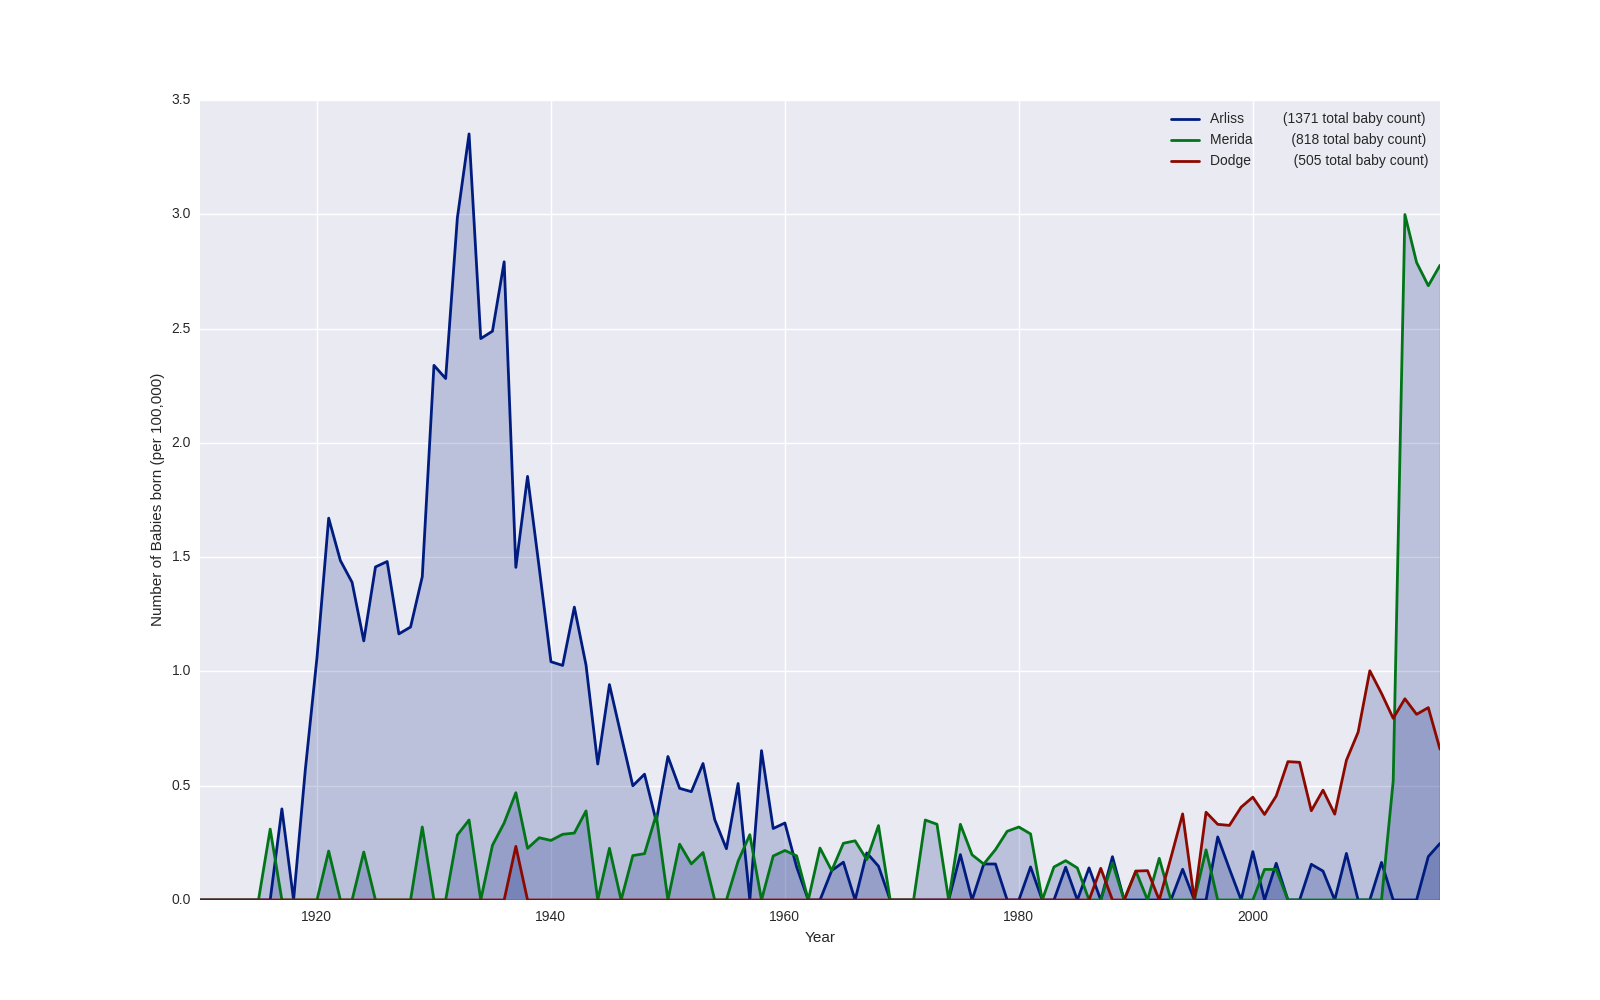 3.5
3.0
2.5
2.0
1.5
1.0
0.5
0.0
Number of Babies born (per 100,000)
Arliss (1371 total baby count)
Merida (818 total baby count)
Dodge (505 total baby count)
1920 1940 1960 1980 2000
Year